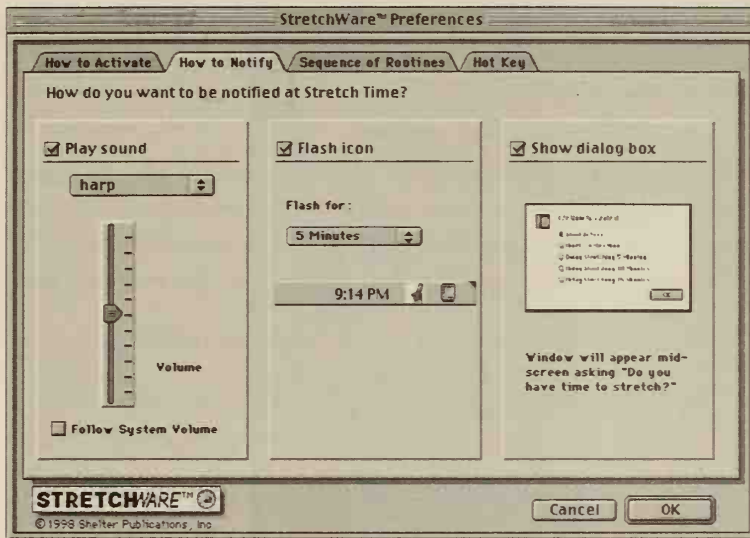 StretchWare™ Preferences
How to Activate
How to Notify
Sequence of Rootines
Hot Key
How do you want to be notified at Stretch Time?
Play sound
harp
Volume
Follow System Volume
Flash icon
Flash for:
5 Minutes
9:14 PM
Show dialog box
OK
Window will appear mid-
screen asking "Do you
have time to stretch?"
STRETCHWARE™
©1998 Shelter Publications, Inc.
Cancel
OK